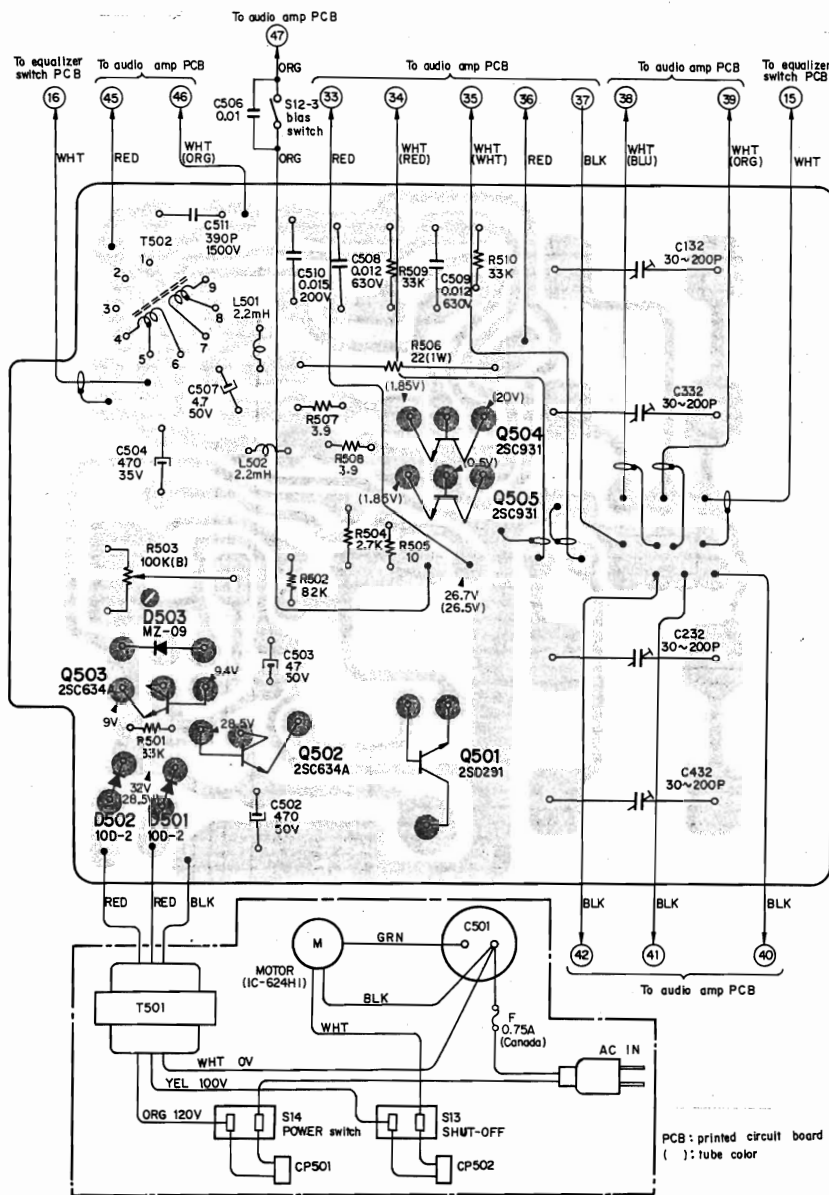 To audio amp PCB
47
To equalizer
switch PCB
16
To audio amp PCB
45
46
ORG
C506
0.01
S12-3
bias
switch
ORG
To audio amp PCB
33
34
35
36
37
To audio amp PCB
38
39
To equalizer
switch PCB
15
WHT
RED
WHT
(ORG)
RED
WHT
(RED)
WHT
(WHT)
RED
BLK
WHT
(BLU)
WHT
(ORG)
WHT
C511
390P
1500V
T502
1
2
3
4
5
6
7
8
9
L501
2.2mH
C510
0.015
200V
C508
0.012
630V
R509
33K
C509
0.012
630V
R510
33K
C132
30~200P
R506
22(1W)
C507
4.7
50V
(1.85V)
(20V)
C332
30~200P
R507
3.9
Q504
2SC931
C504
470
35V
L502
2.2mH
R508
3.9
(0.5V)
(1.85V)
Q505
2SC931
R503
100K(B)
R504
2.7K
R505
10
R502
82K
26.7V
(26.5V)
D503
MZ-09
C503
47
50V
C232
30~200P
Q503
2SC634A
9.4V
9V
R501
33K
28.5V
Q502
2SC634A
Q501
2SD291
32V
(28.5V)
C502
470
50V
C432
30~200P
D502
10D-2
D501
10D-2
RED
RED
BLK
BLK
BLK
BLK
42
41
40
To audio amp PCB
M
MOTOR
(IC-624HI)
GRN
C501
BLK
WHT
F
0.75A
(Canada)
AC IN
T501
WHT 0V
YEL 100V
ORG 120V
S14
POWER switch
CP501
S13
SHUT-OFF
CP502
PCB : printed circuit board
( ) : tube color